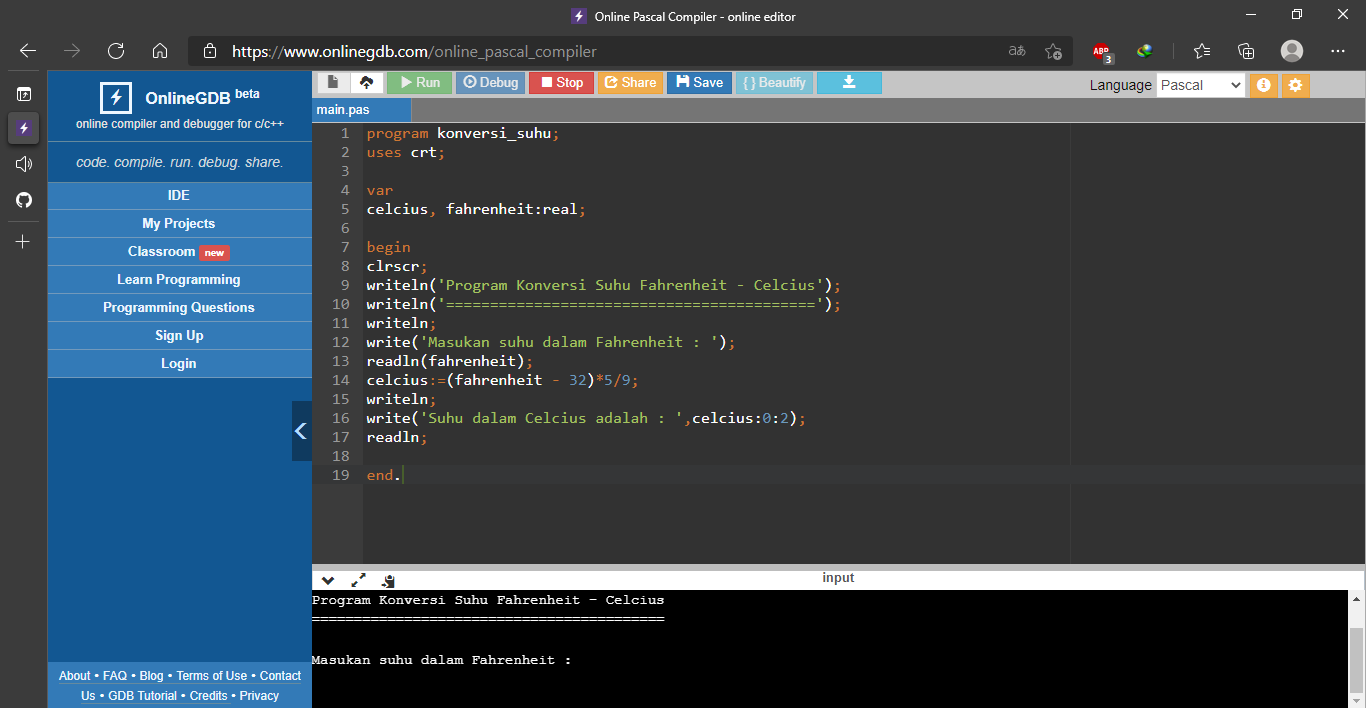 Online Pascal Compiler - online editor
https://www.onlinegdb.com/online_pascal_compiler
aあ
ABP
3
OnlineGDB beta
online compiler and debugger for c/c++
code. compile. run. debug. share.
IDE
My Projects
Classroom new
Learn Programming
Programming Questions
Sign Up
Login
About • FAQ • Blog • Terms of Use • Contact
Us • GDB Tutorial • Credits • Privacy
Run Debug Stop Share Save { } Beautify
Language Pascal
main.pas
1 program konversi_suhu;
2 uses crt;
3
4 var
5 celcius, fahrenheit:real;
6
7 begin
8 clrscr;
9 writeln('Program Konversi Suhu Fahrenheit - Celcius');
10 writeln('==========================================');
11 writeln;
12 write('Masukan suhu dalam Fahrenheit : ');
13 readln(fahrenheit);
14 celcius:=(fahrenheit - 32)*5/9;
15 writeln;
16 write('Suhu dalam Celcius adalah : ',celcius:0:2);
17 readln;
18
19 end.
input
Program Konversi Suhu Fahrenheit - Celcius
==========================================
Masukan suhu dalam Fahrenheit :